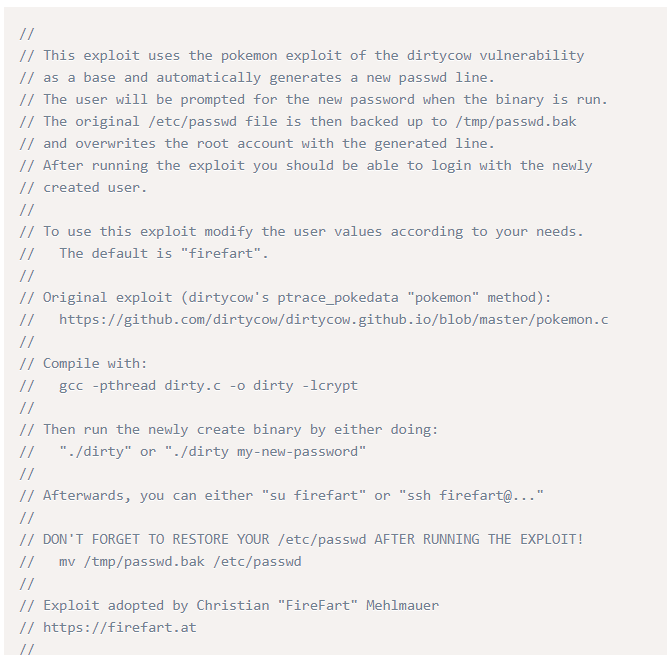 //
// This exploit uses the pokemon exploit of the dirtycow vulnerability
// as a base and automatically generates a new passwd line.
// The user will be prompted for the new password when the binary is run.
// The original /etc/passwd file is then backed up to /tmp/passwd.bak
// and overwrites the root account with the generated line.
// After running the exploit you should be able to login with the newly
// created user.
//
// To use this exploit modify the user values according to your needs.
//   The default is "firefart".
//
// Original exploit (dirtycow's ptrace_pokedata "pokemon" method):
//   https://github.com/dirtycow/dirtycow.github.io/blob/master/pokemon.c
//
// Compile with:
//   gcc -pthread dirty.c -o dirty -lcrypt
//
// Then run the newly create binary by either doing:
//   "./dirty" or "./dirty my-new-password"
//
// Afterwards, you can either "su firefart" or "ssh firefart@..."
//
// DON'T FORGET TO RESTORE YOUR /etc/passwd AFTER RUNNING THE EXPLOIT!
//   mv /tmp/passwd.bak /etc/passwd
//
// Exploit adopted by Christian "FireFart" Mehlmauer
// https://firefart.at
//